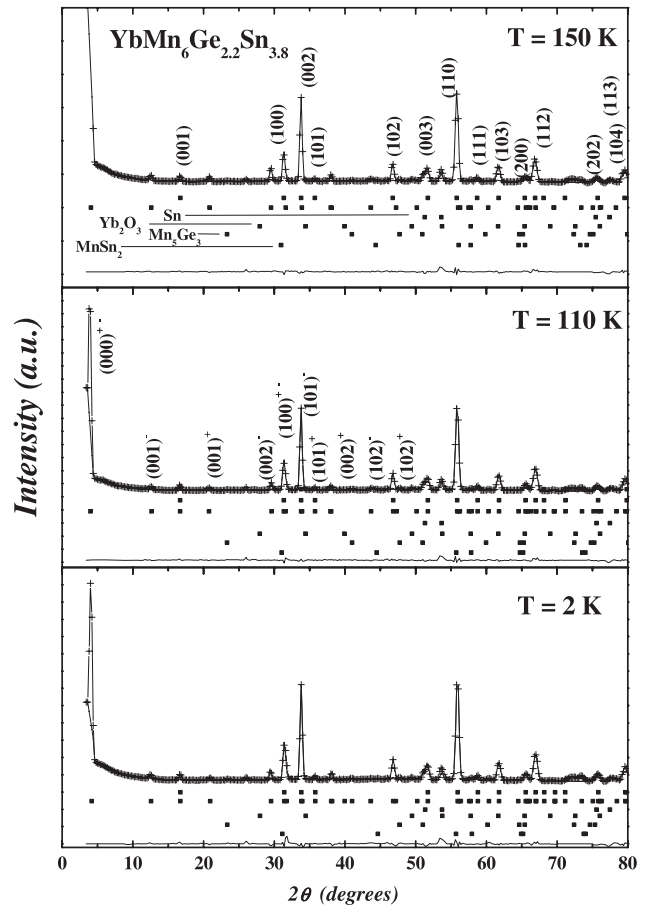 YbMn₆Ge₂.₂Sn₃.₈
T = 150 K
(001)
(100)
(002)
(101)
(102)
(003)
(110)
(111)
(103)
(200)
(112)
(202)
(104)
(113)
Sn
Yb₂O₃
Mn₅Ge₃
MnSn₂
T = 110 K
(000)⁺⁻
(001)⁻
(001)⁺
(002)⁻
(100)⁺⁻
(101)⁻
(101)⁺
(002)⁺
(102)⁻
(102)⁺
Intensity (a.u.)
T = 2 K
0 10 20 30 40 50 60 70 80
2θ (degrees)